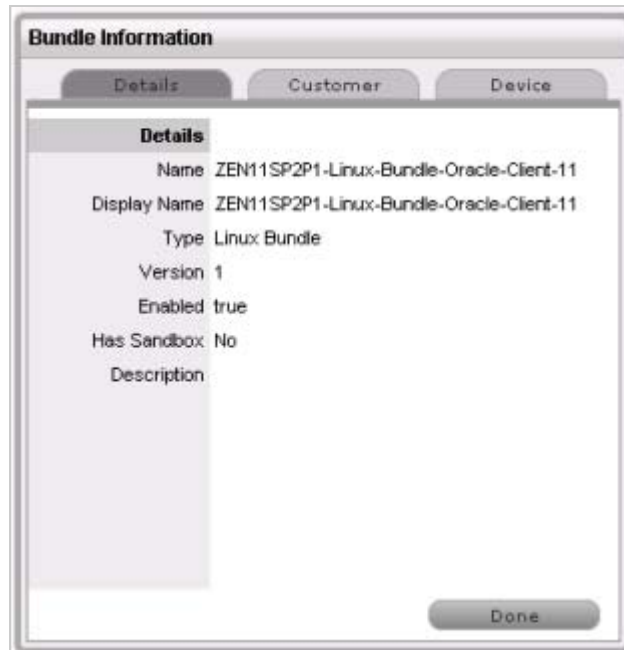 Bundle Information
Details Customer Device
Details
Name ZEN11SP2P1-Linux-Bundle-Oracle-Client-11
Display Name ZEN11SP2P1-Linux-Bundle-Oracle-Client-11
Type Linux Bundle
Version 1
Enabled true
Has Sandbox No
Description
Done